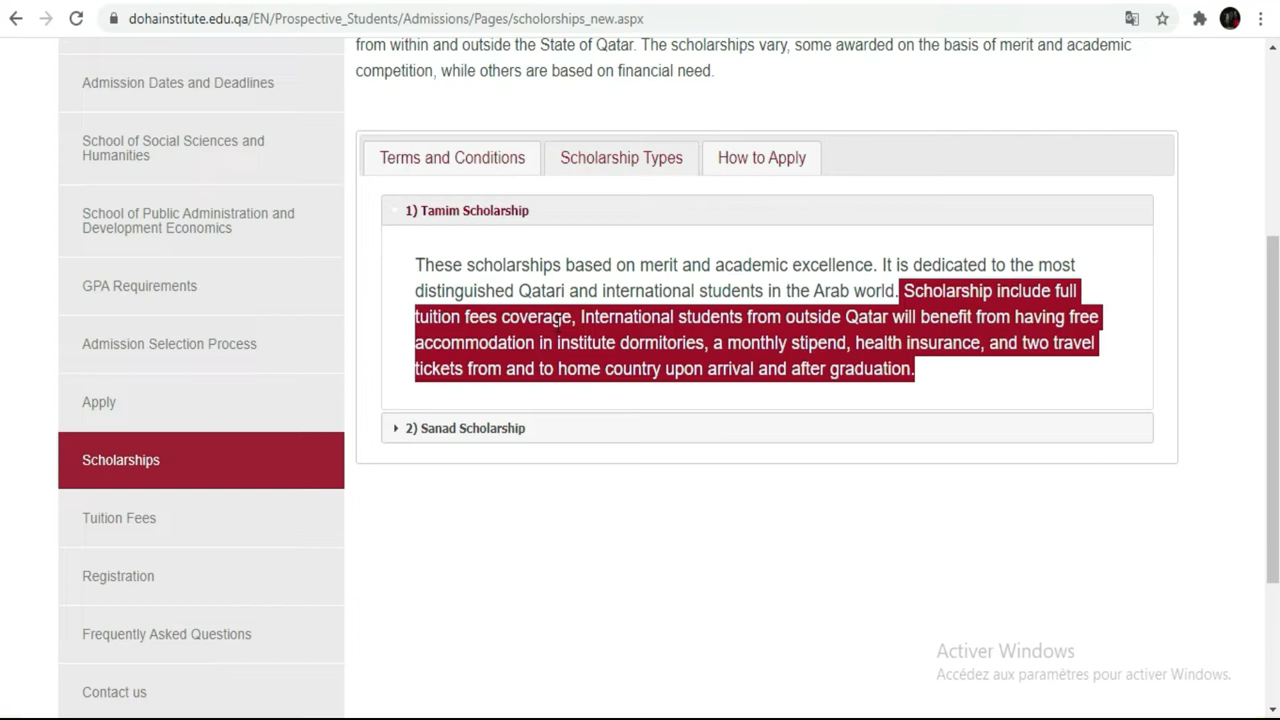 dohainstitute.edu.qa/EN/Prospective_Students/Admissions/Pages/scholorships_new.aspx
from within and outside the State of Qatar. The scholarships vary, some awarded on the basis of merit and academic
competition, while others are based on financial need.
Admission Dates and Deadlines
School of Social Sciences and
Humanities
School of Public Administration and
Development Economics
GPA Requirements
Admission Selection Process
Apply
Scholarships
Tuition Fees
Registration
Frequently Asked Questions
Contact us
Terms and Conditions
Scholarship Types
How to Apply
1) Tamim Scholarship
These scholarships based on merit and academic excellence. It is dedicated to the most
distinguished Qatari and international students in the Arab world. Scholarship include full
tuition fees coverage, International students from outside Qatar will benefit from having free
accommodation in institute dormitories, a monthly stipend, health insurance, and two travel
tickets from and to home country upon arrival and after graduation.
2) Sanad Scholarship
Activer Windows
Accédez aux paramètres pour activer Windows.